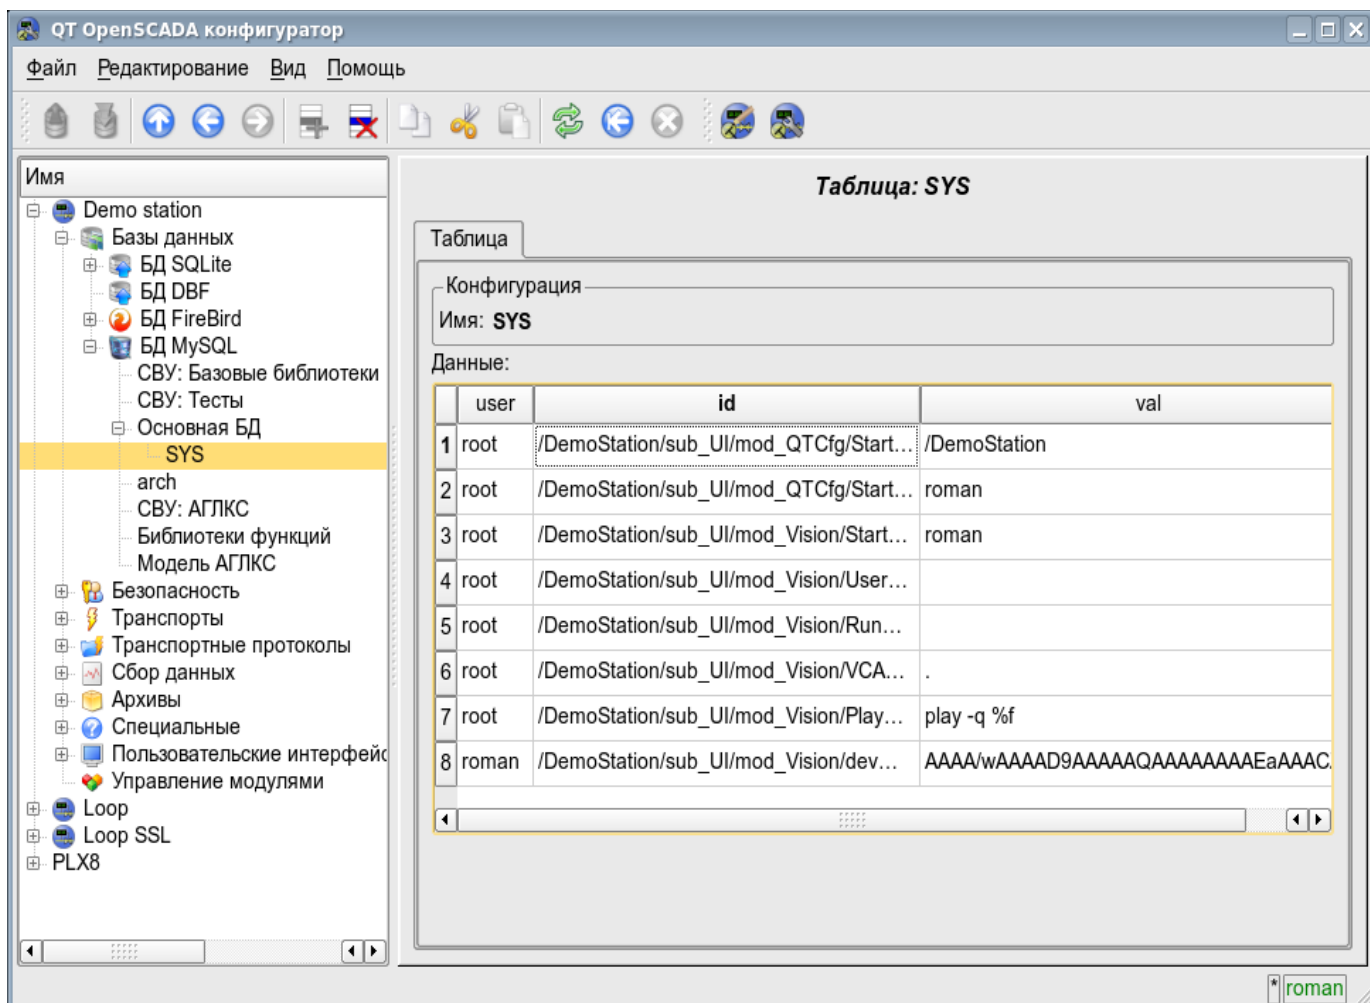 QT OpenSCADA конфигуратор
Файл Редактирование Вид Помощь
Имя
Demo station
Базы данных
БД SQLite
БД DBF
БД FireBird
БД MySQL
СВУ: Базовые библиотеки
СВУ: Тесты
Основная БД
SYS
arch
СВУ: АГЛКС
Библиотеки функций
Модель АГЛКС
Безопасность
Транспорты
Транспортные протоколы
Сбор данных
Архивы
Специальные
Пользовательские интерфейс
Управление модулями
Loop
Loop SSL
PLX8
Таблица: SYS
Таблица
Конфигурация
Имя: SYS
Данные:
user id val
1 root /DemoStation/sub_UI/mod_QTCfg/Start... /DemoStation
2 root /DemoStation/sub_UI/mod_QTCfg/Start... roman
3 root /DemoStation/sub_UI/mod_Vision/Start... roman
4 root /DemoStation/sub_UI/mod_Vision/User...
5 root /DemoStation/sub_UI/mod_Vision/Run...
6 root /DemoStation/sub_UI/mod_Vision/VCA... .
7 root /DemoStation/sub_UI/mod_Vision/Play... play -q %f
8 roman /DemoStation/sub_UI/mod_Vision/dev... AAAA/wAAAAD9AAAAAQAAAAAAAAEaAAAC
* roman